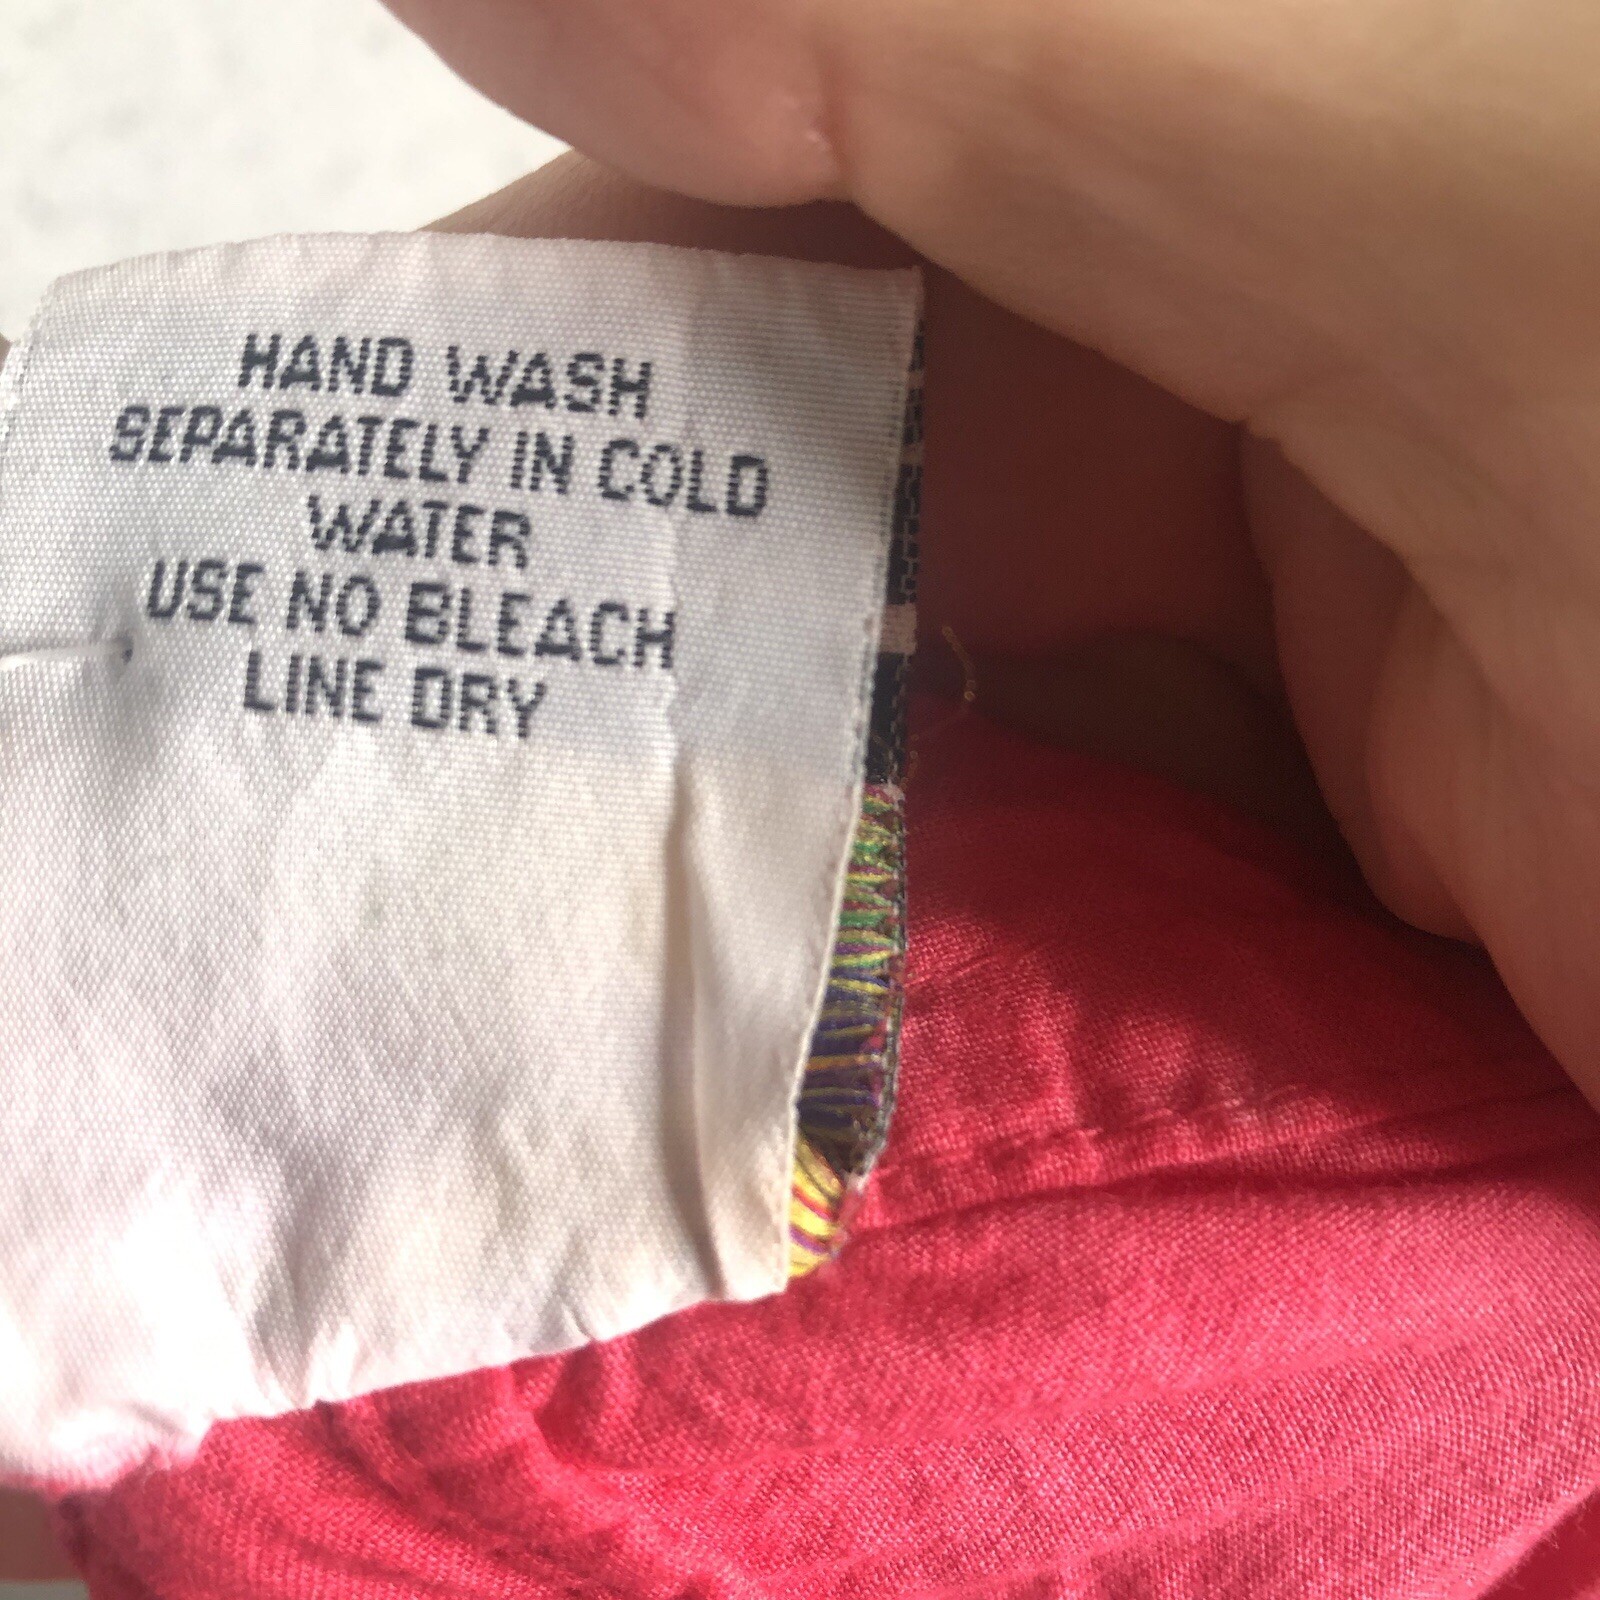 HAND WASH
SEPARATELY IN COLD
WATER
USE NO BLEACH
LINE DRY